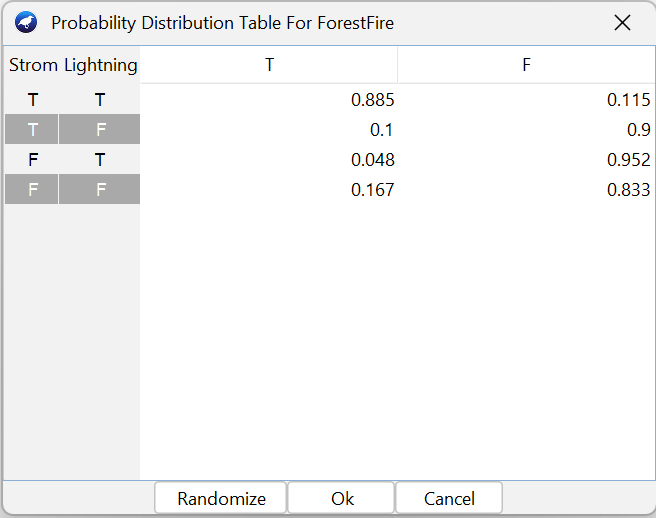 Probability Distribution Table For ForestFire
Strom Lightning T F
T T 0.885 0.115
T F 0.1 0.9
F T 0.048 0.952
F F 0.167 0.833
Randomize Ok Cancel